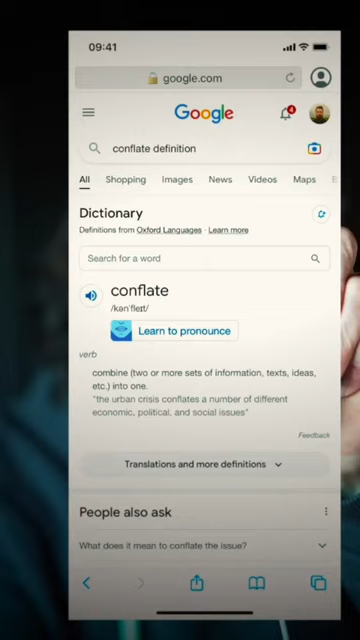 09:41
google.com
Google
4
conflate definition
All Shopping Images News Videos Maps
Dictionary
Definitions from Oxford Languages · Learn more
Search for a word
conflate
/kənˈfleɪt/
Learn to pronounce
verb
combine (two or more sets of information, texts, ideas,
etc.) into one.
"the urban crisis conflates a number of different
economic, political, and social issues"
Feedback
Translations and more definitions
People also ask
What does it mean to conflate the issue?